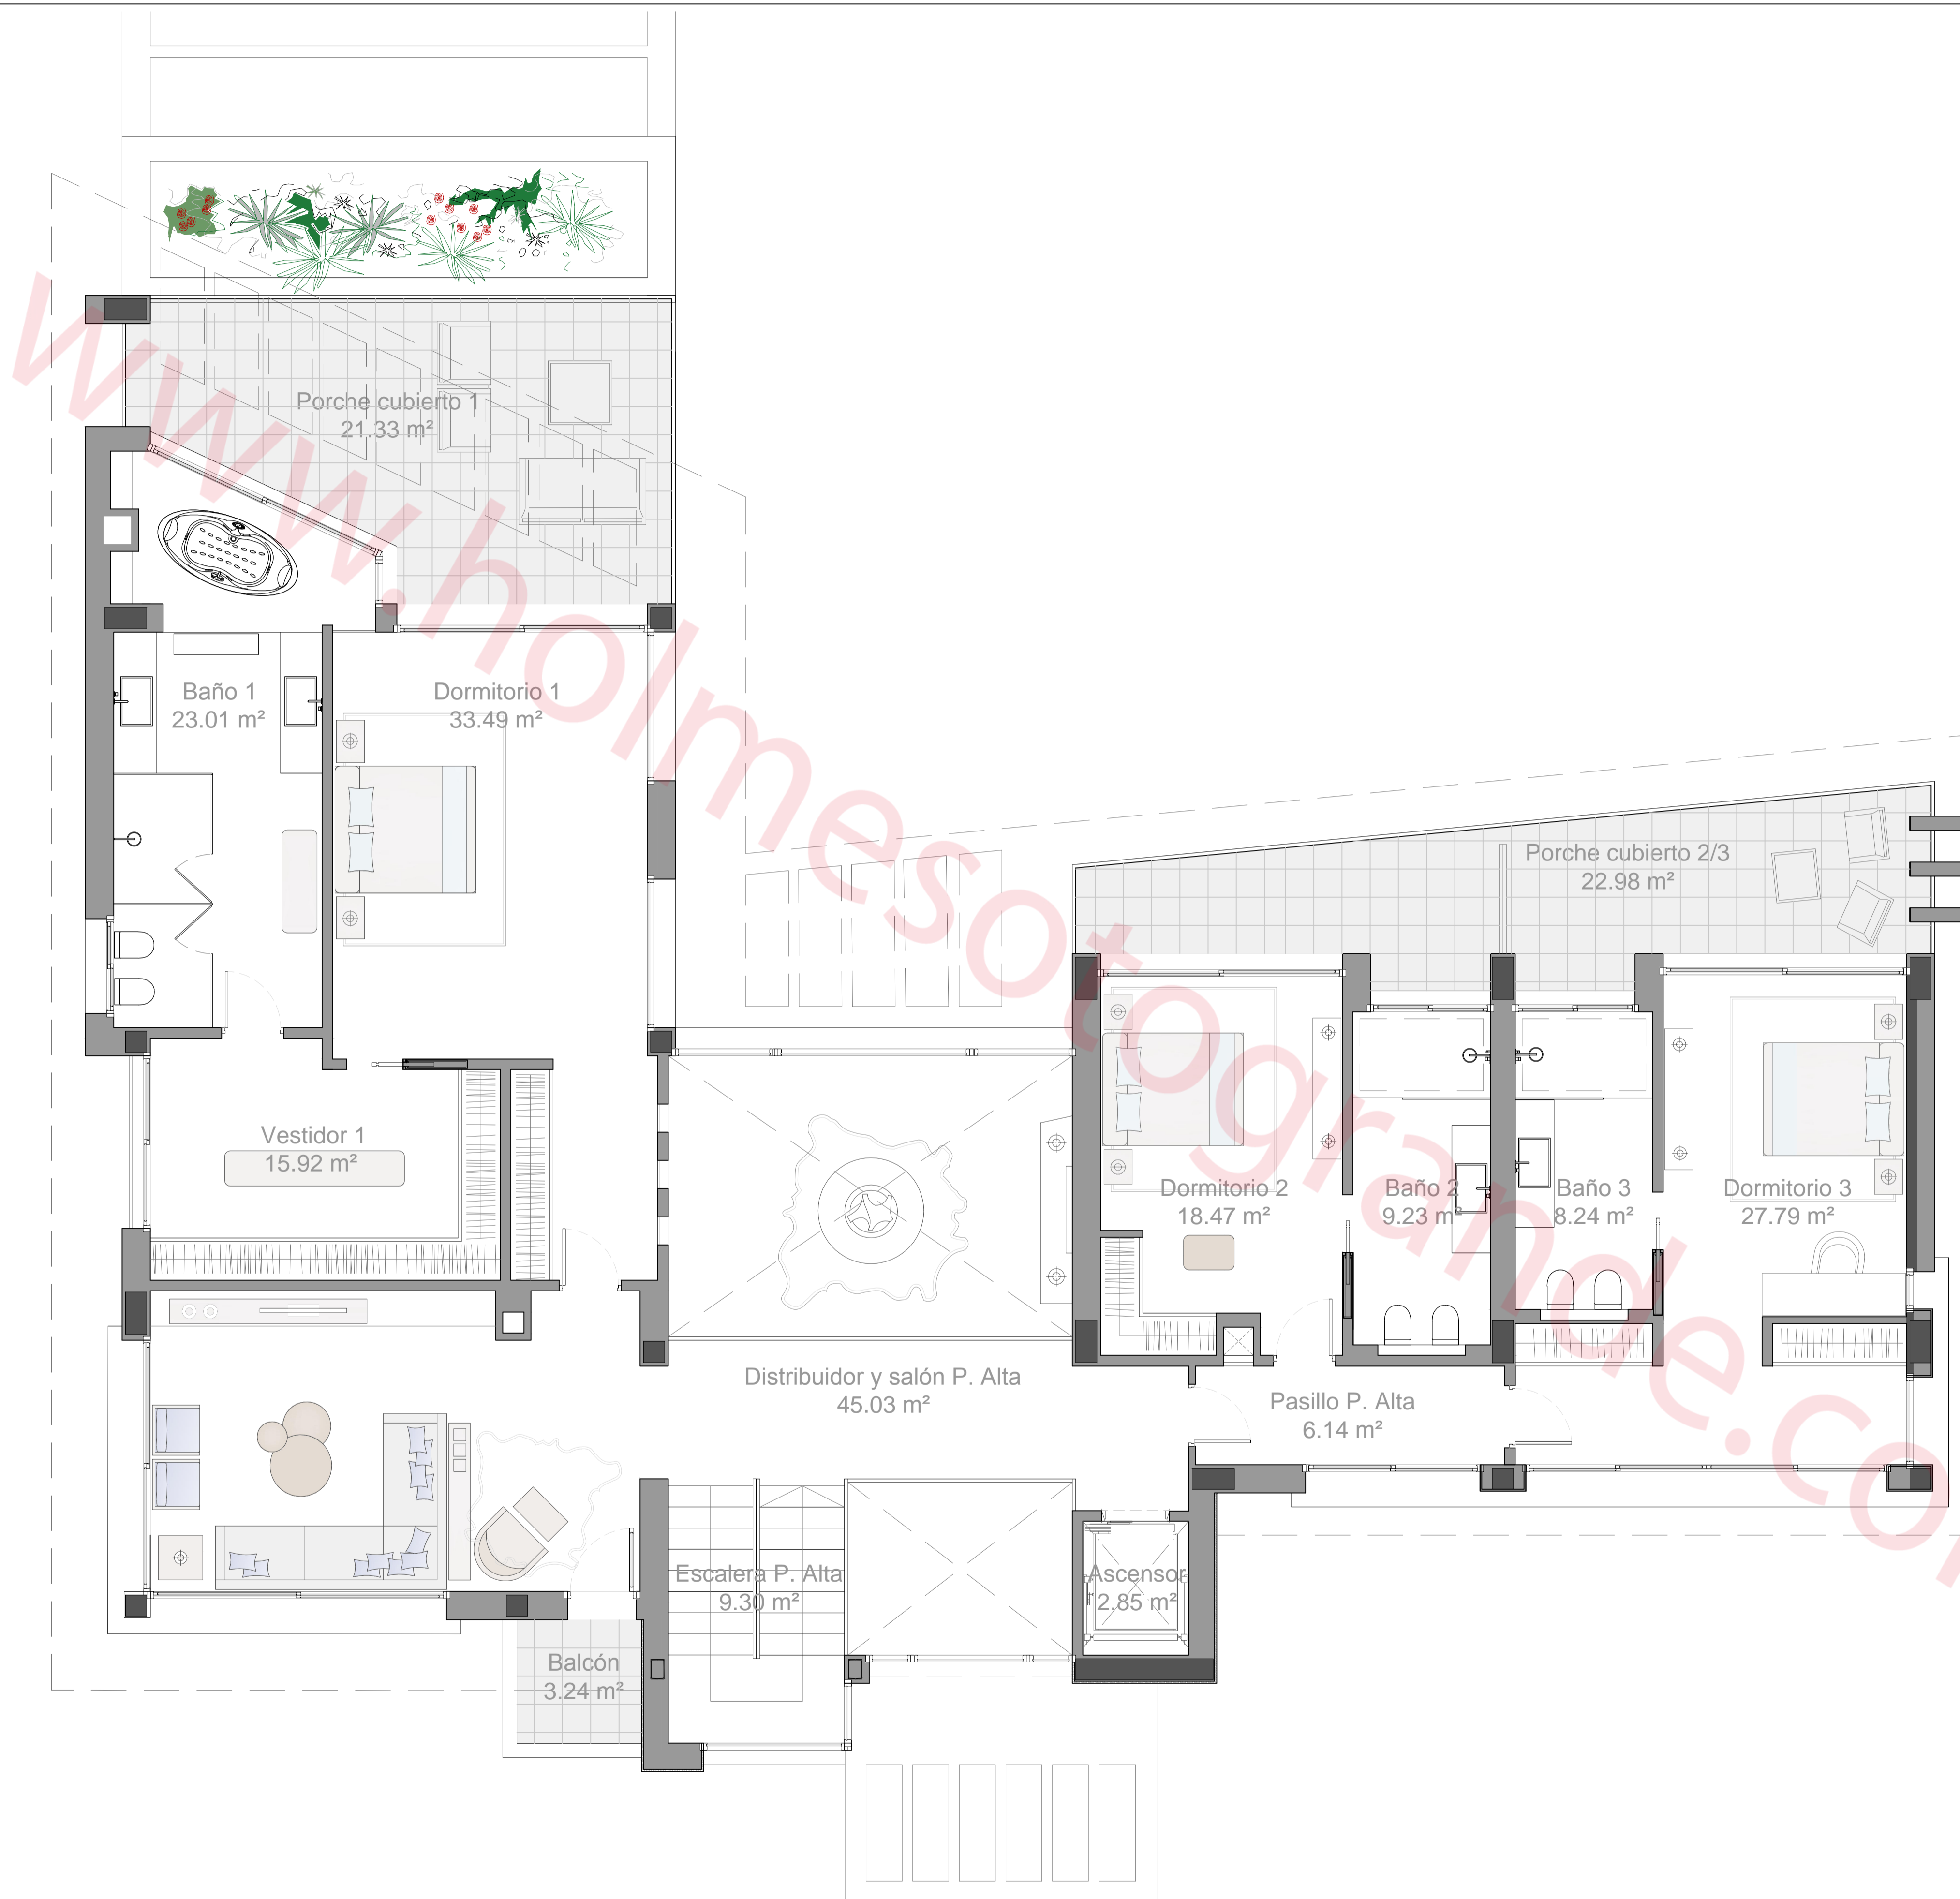 Porche cubierto 1
21.33 m²
Baño 1
23.01 m²
Dormitorio 1
33.49 m²
Porche cubierto 2/3
22.98 m²
Vestidor 1
15.92 m²
Dormitorio 2
18.47 m²
Baño 2
9.23 m²
Baño 3
8.24 m²
Dormitorio 3
27.79 m²
Distribuidor y salón P. Alta
45.03 m²
Pasillo P. Alta
6.14 m²
Escalera P. Alta
9.30 m²
Ascensor
2.85 m²
Balcón
3.24 m²
www.holmesotogrande.co